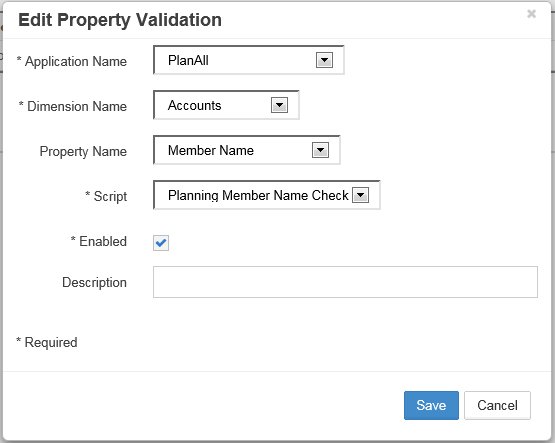 Edit Property Validation
×
* Application Name PlanAll
* Dimension Name Accounts
Property Name Member Name
* Script Planning Member Name Check
* Enabled
Description
* Required
Save Cancel